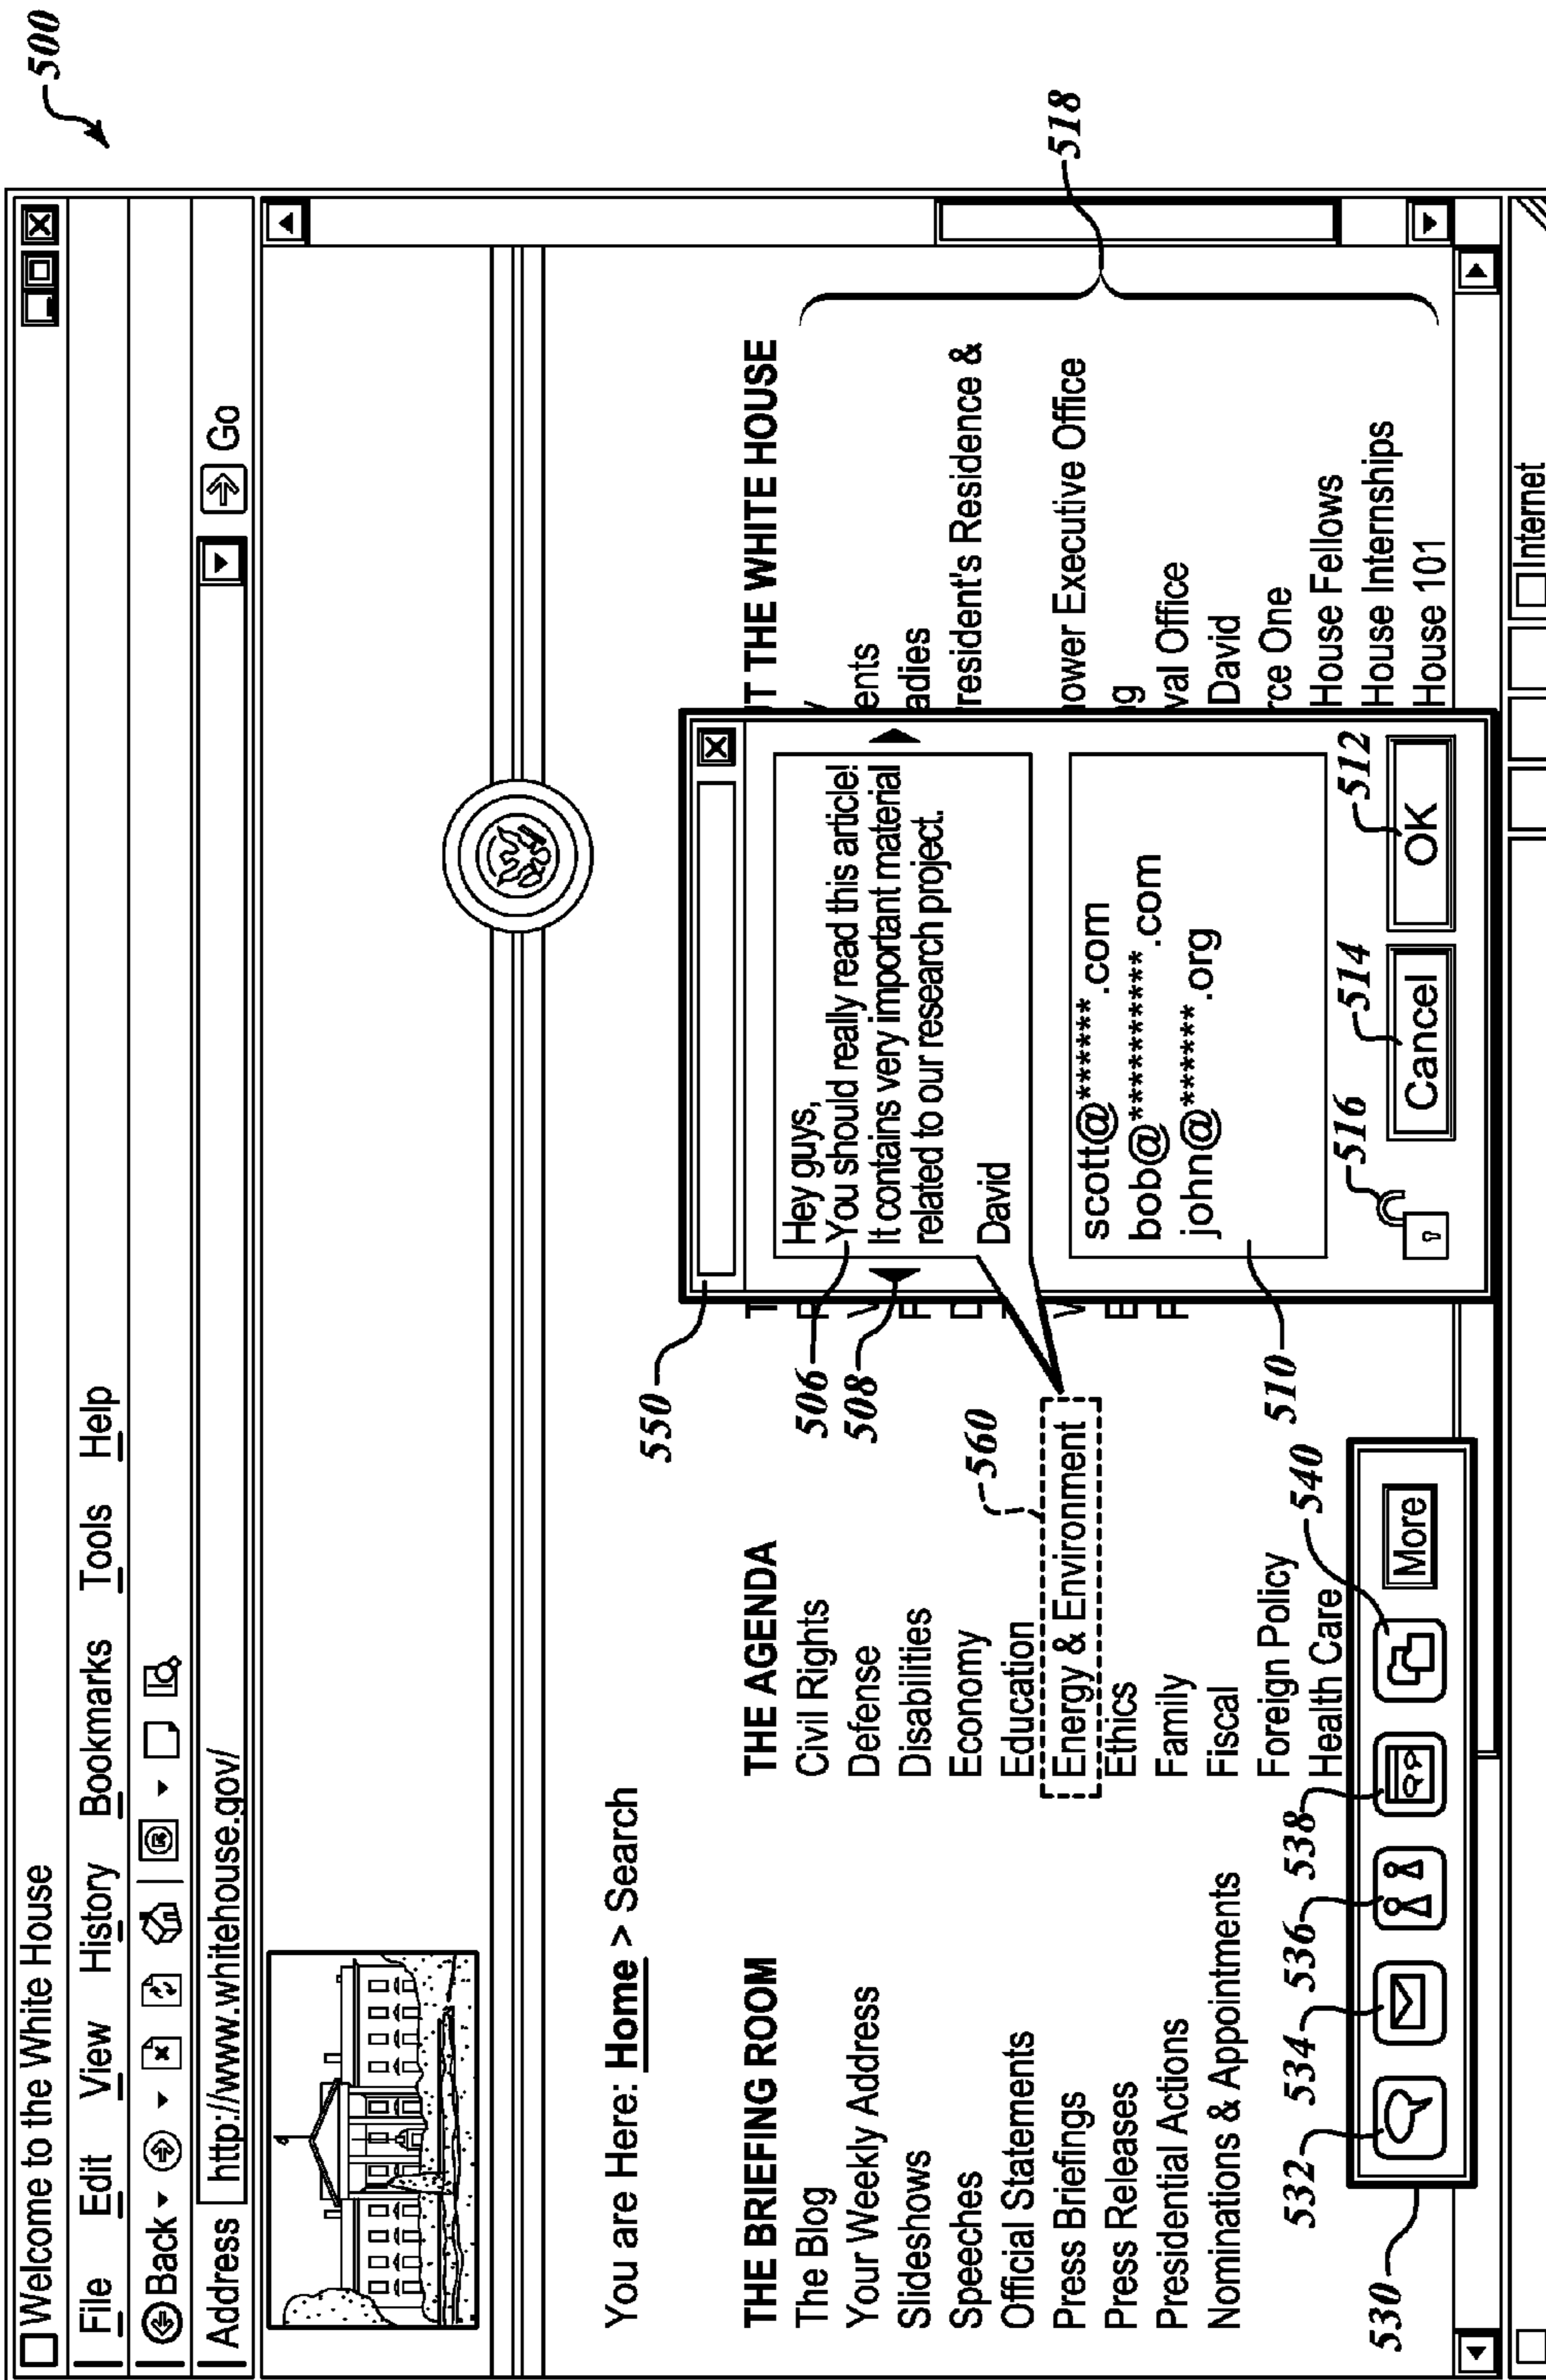 500
Welcome to the White House
File Edit View History Bookmarks Tools Help
Back
Address http://www.whitehouse.gov/ Go
You are Here: Home > Search
THE BRIEFING ROOM
The Blog
Your Weekly Address
Slideshows
Speeches
Official Statements
Press Briefings
Press Releases
Presidential Actions
Nominations & Appointments
THE AGENDA
Civil Rights
Defense
Disabilities
Economy
Education
Energy & Environment
Ethics
Family
Fiscal
Foreign Policy
Health Care
560
550
506
508
510
Hey guys,
You should really read this article!
It contains very important material
related to our research project.
David
scott@******.com
bob@*********.com
john@******.org
516
514
512
Cancel OK
T THE WHITE HOUSE
ents
adies
resident's Residence &
ower Executive Office
g
val Office
David
rce One
House Fellows
House Internships
House 101
518
530
532
534
536
538
540
More
Internet